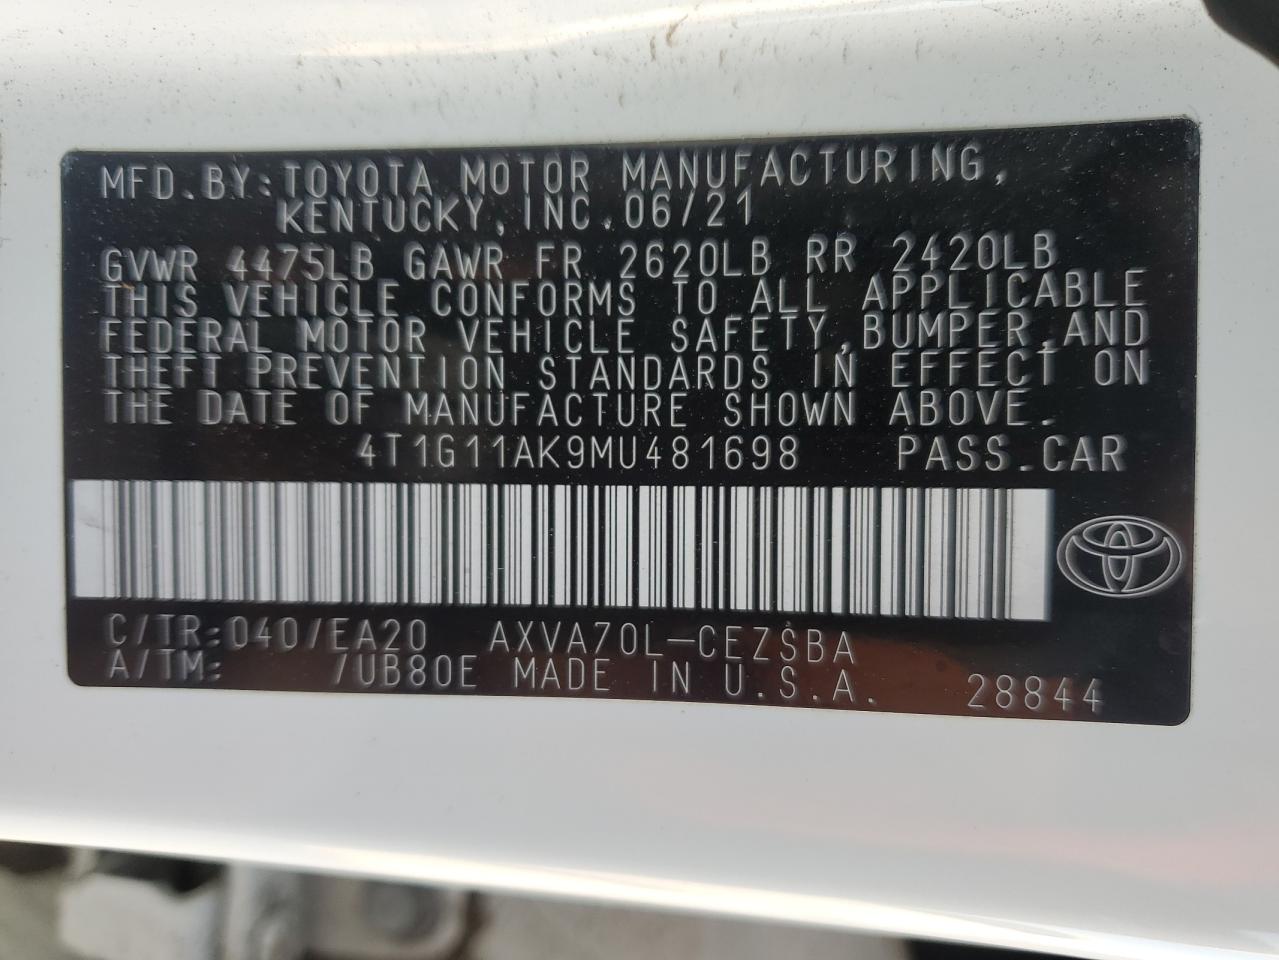 MFD.BY:TOYOTA MOTOR MANUFACTURING,
KENTUCKY, INC. 06/21
GVWR 4475LB GAWR FR 2620LB RR 2420LB
THIS VEHICLE CONFORMS TO ALL APPLICABLE
FEDERAL MOTOR VEHICLE SAFETY, BUMPER, AND
THEFT PREVENTION STANDARDS IN EFFECT ON
THE DATE OF MANUFACTURE SHOWN ABOVE.
4T1G11AK9MU481698 PASS.CAR
C/TR:040/EA20 AXVA70L-CEZSBA
A/TM: /UB80E MADE IN U.S.A. 28844